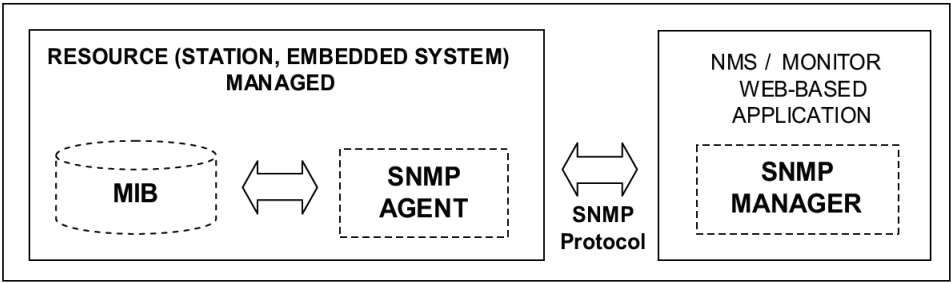 RESOURCE (STATION, EMBEDDED SYSTEM)
MANAGED
MIB
SNMP
AGENT
SNMP
Protocol
NMS / MONITOR
WEB-BASED
APPLICATION
SNMP
MANAGER